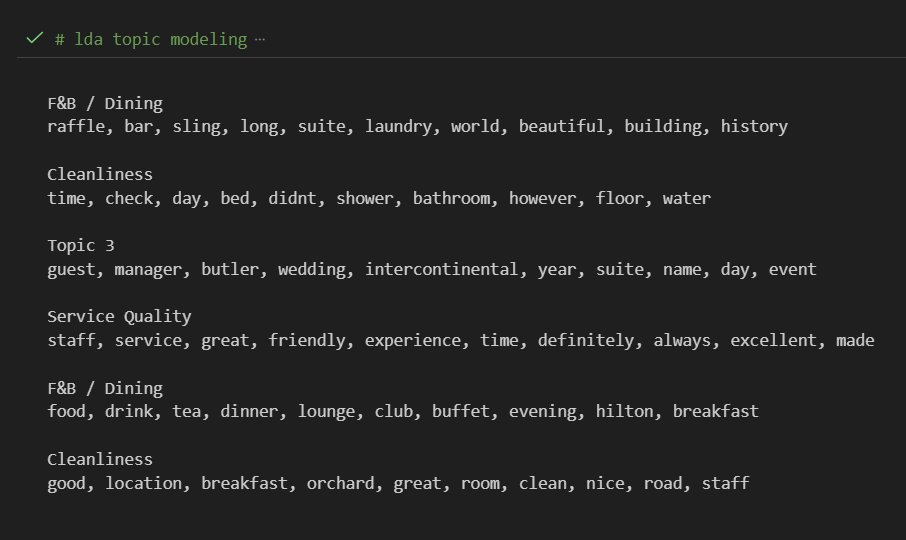 # lda topic modeling ⋯
F&B / Dining
raffle, bar, sling, long, suite, laundry, world, beautiful, building, history
Cleanliness
time, check, day, bed, didnt, shower, bathroom, however, floor, water
Topic 3
guest, manager, butler, wedding, intercontinental, year, suite, name, day, event
Service Quality
staff, service, great, friendly, experience, time, definitely, always, excellent, made
F&B / Dining
food, drink, tea, dinner, lounge, club, buffet, evening, hilton, breakfast
Cleanliness
good, location, breakfast, orchard, great, room, clean, nice, road, staff